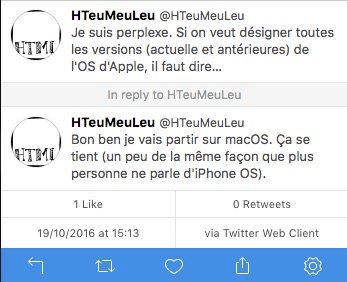 HTeuMeuLeu @HTeuMeuLeu
Je suis perplexe. Si on veut désigner toutes
les versions (actuelle et antérieures) de
l'OS d'Apple, il faut dire...
In reply to HTeuMeuLeu
HTMl
HTeuMeuLeu @HTeuMeuLeu
Bon ben je vais partir sur macOS. Ça se
tient (un peu de la même façon que plus
personne ne parle d'iPhone OS).
HTMl
1 Like
0 Retweets
19/10/2016 at 15:13
via Twitter Web Client